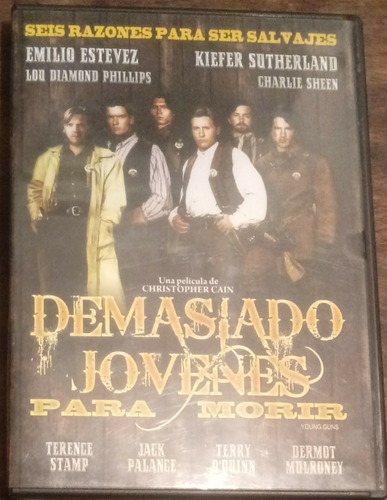 SEIS RAZONES PARA SER SALVAJES
EMILIO ESTEVEZ KIEFER SUTHERLAND
LOU DIAMOND PHILLIPS CHARLIE SHEEN
Una película de
CHRISTOPHER CAIN
DEMASIADO
JOVENES
PARA MORIR
YOUNG GUNS
TERENCE JACK TERRY DERMOT
STAMP PALANCE O'QUINN MULRONEY